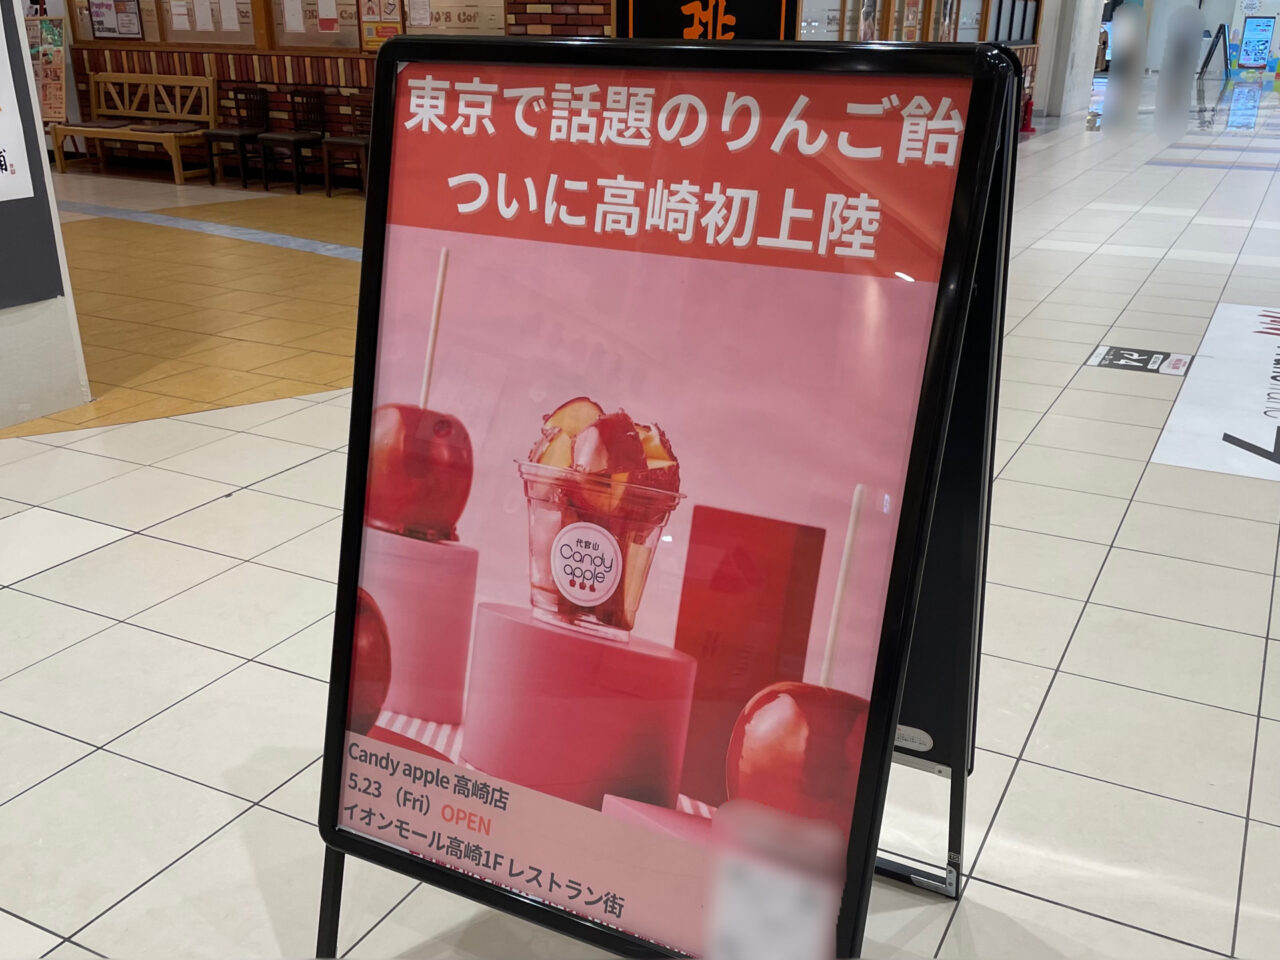 東京で話題のりんご飴
ついに高崎初上陸
代官山
Candy
apple
Candy apple 高崎店
5.23（Fri）OPEN
イオンモール高崎1F レストラン街